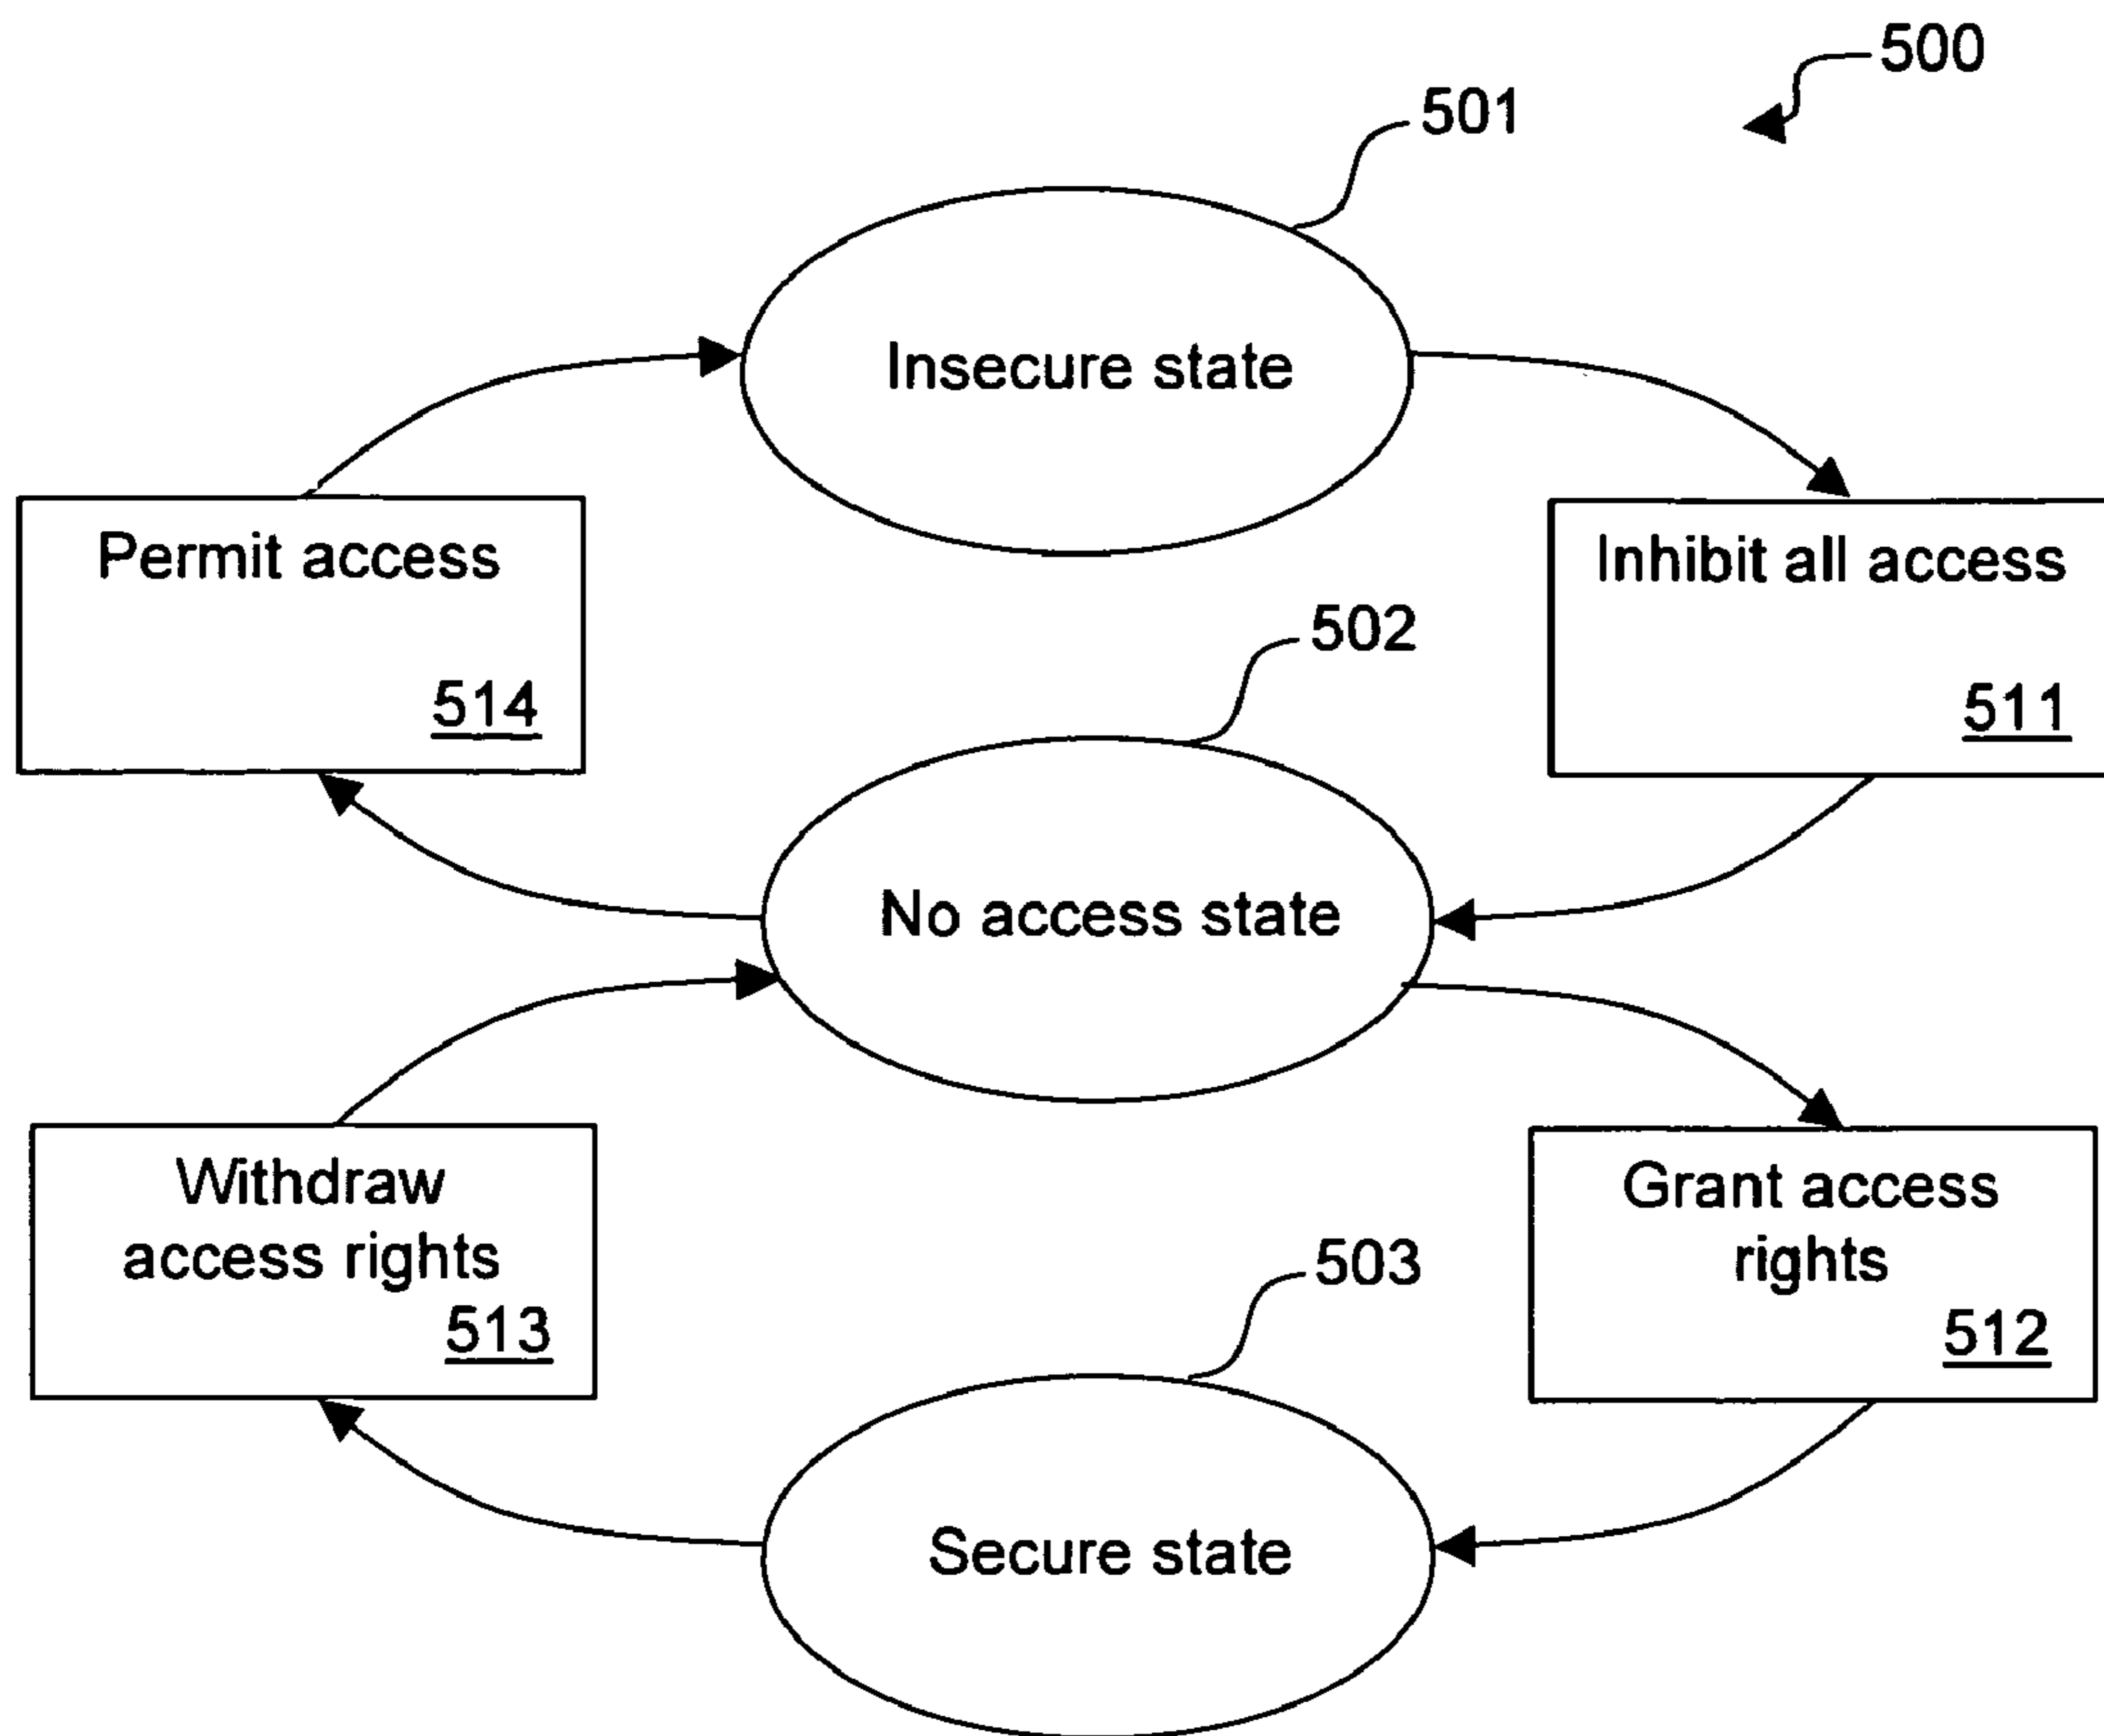 500
501
Insecure state
Permit access
514
Inhibit all access
511
502
No access state
Withdraw
access rights
513
Grant access
rights
512
503
Secure state